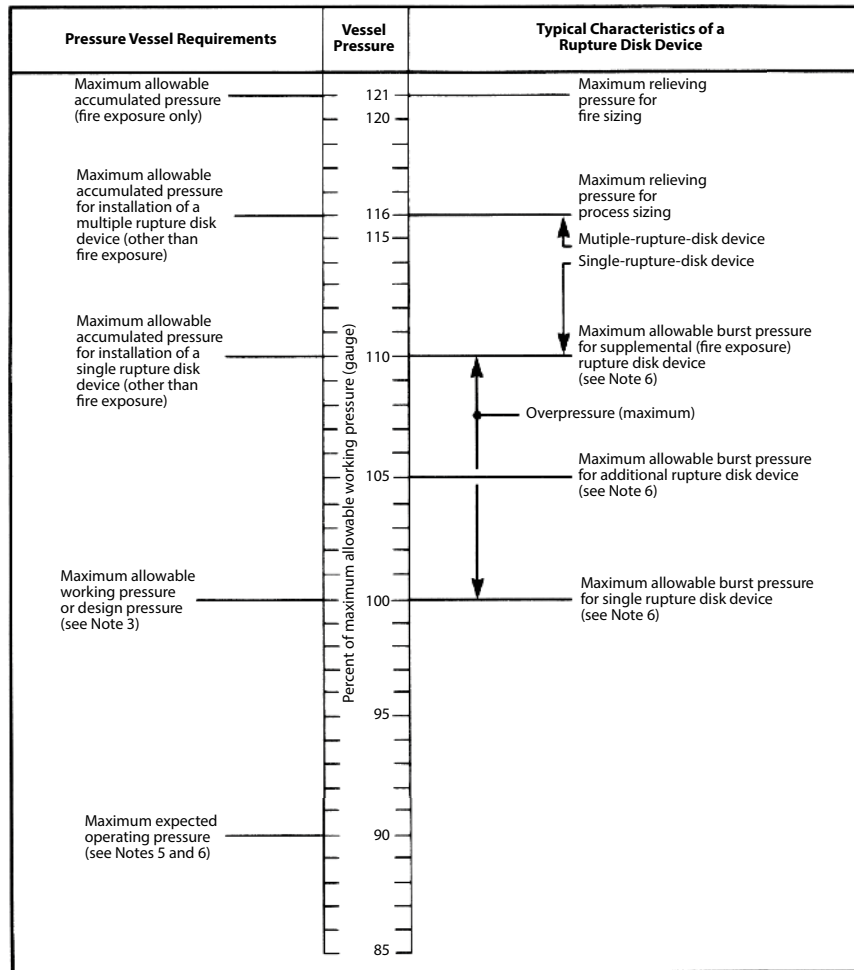 Pressure Vessel Requirements
Vessel
Pressure
Typical Characteristics of a
Rupture Disk Device
Maximum allowable
accumulated pressure
(fire exposure only)
121
120
Maximum relieving
pressure for
fire sizing
Maximum allowable
accumulated pressure
for installation of a
multiple rupture disk
device (other than
fire exposure)
116
115
Maximum relieving
pressure for
process sizing
Mutiple-rupture-disk device
Single-rupture-disk device
Maximum allowable
accumulated pressure
for installation of a
single rupture disk
device (other than
fire exposure)
Percent of maximum allowable working pressure (gauge)
110
Maximum allowable burst pressure
for supplemental (fire exposure)
rupture disk device
(see Note 6)
Overpressure (maximum)
105
Maximum allowable burst pressure
for additional rupture disk device
(see Note 6)
Maximum allowable
working pressure
or design pressure
(see Note 3)
100
Maximum allowable burst pressure
for single rupture disk device
(see Note 6)
95
Maximum expected
operating pressure
(see Notes 5 and 6)
90
85